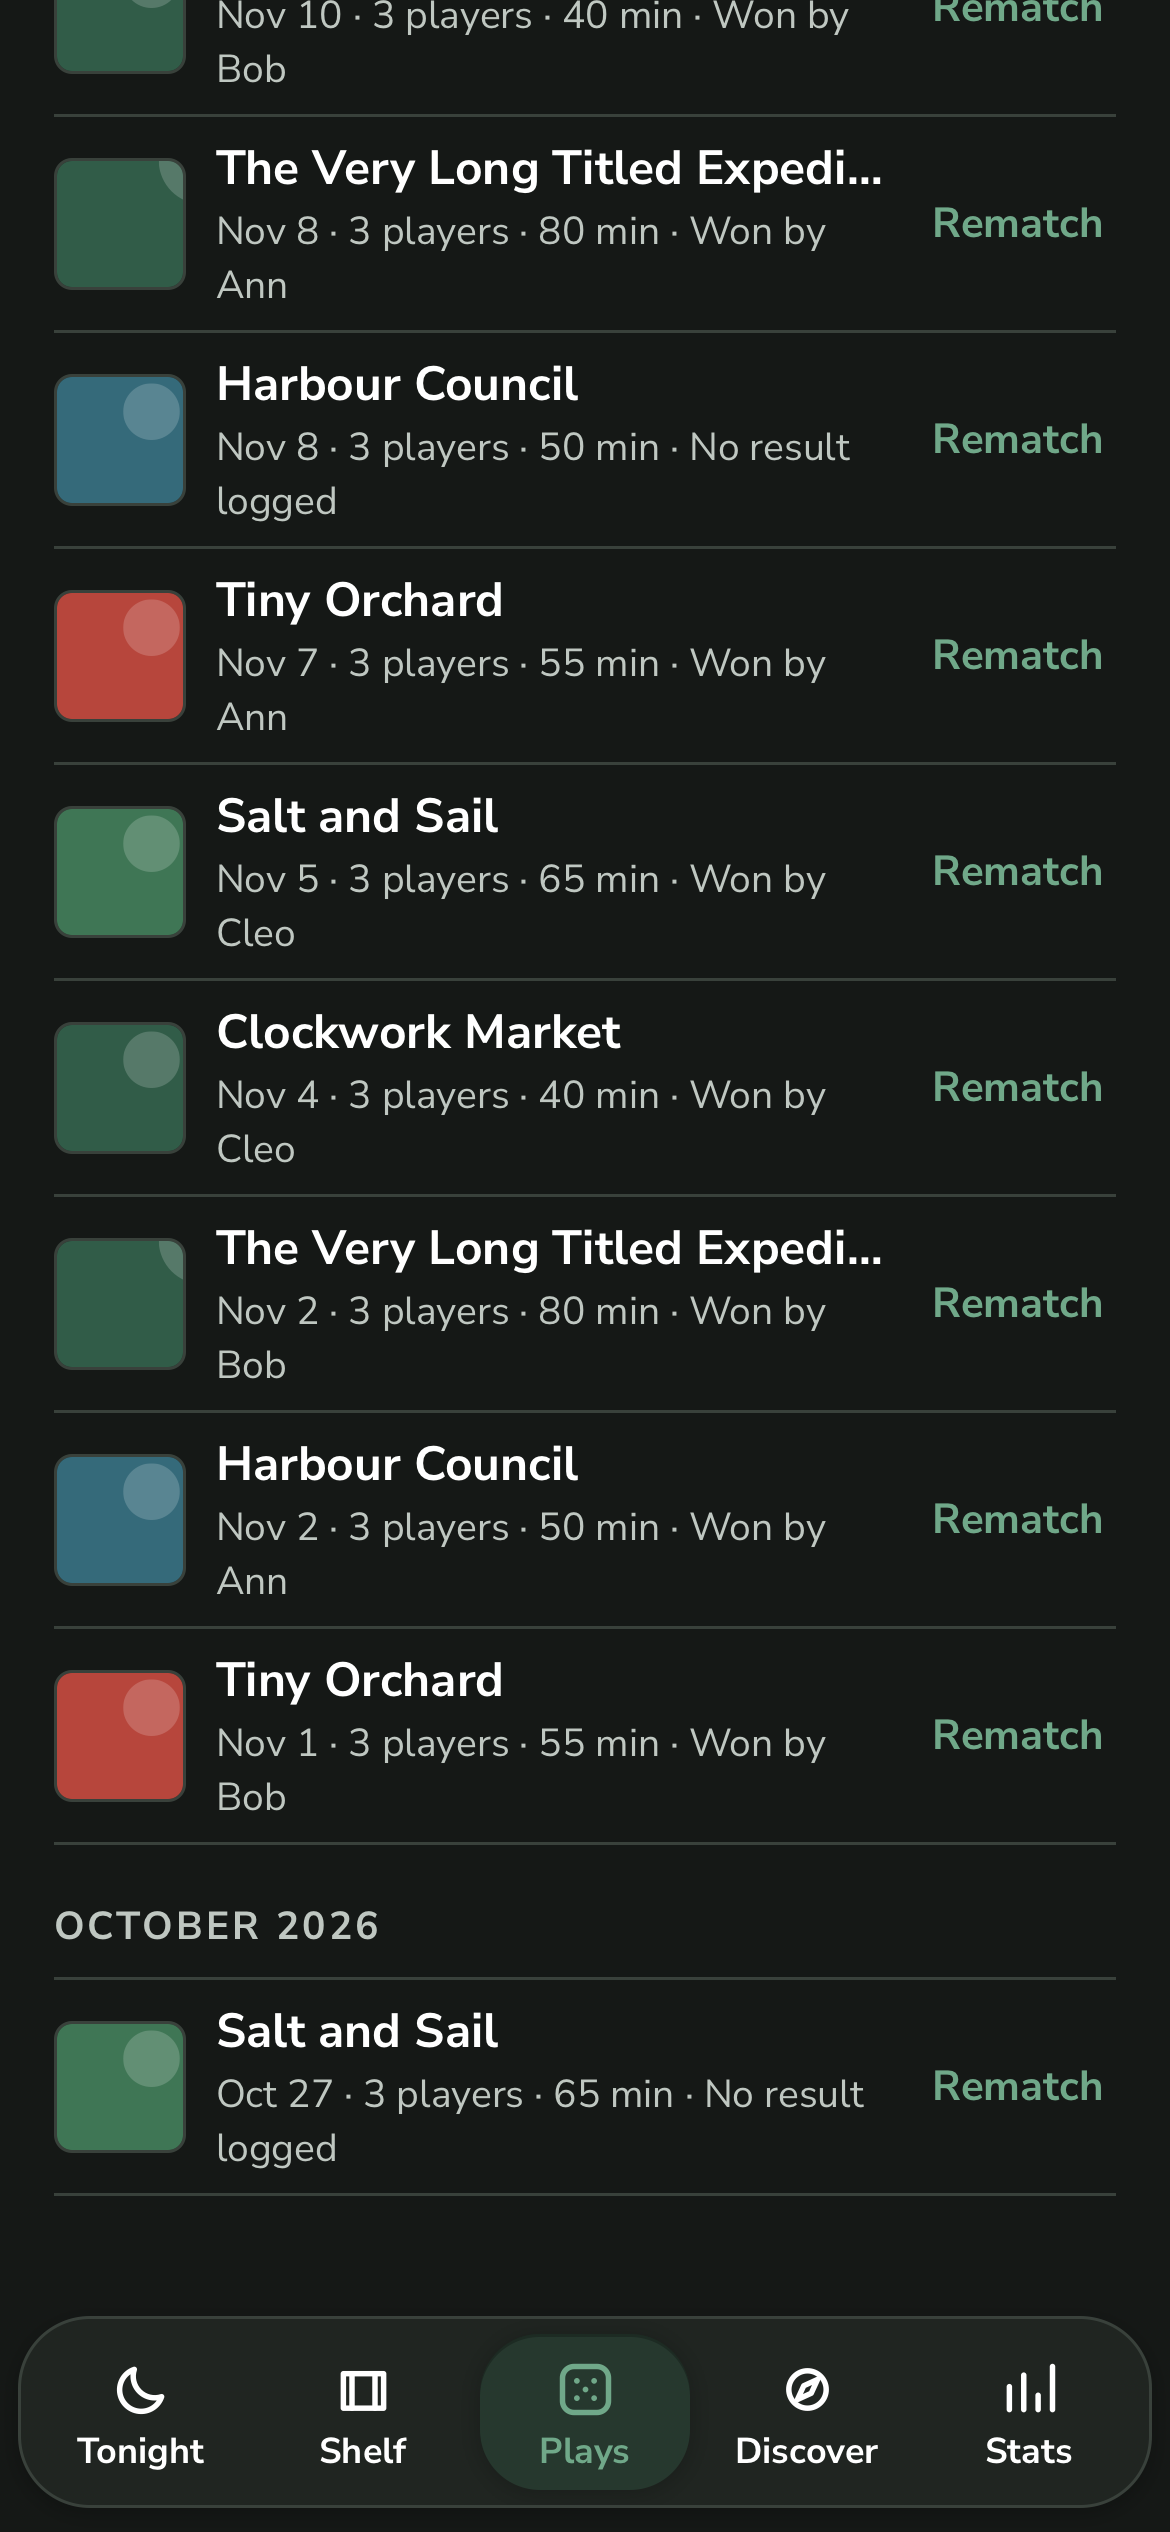 Nov 10 · 3 players · 40 min · Won by
Bob
Rematch
The Very Long Titled Expedi...
Nov 8 · 3 players · 80 min · Won by
Ann
Rematch
Harbour Council
Nov 8 · 3 players · 50 min · No result
logged
Rematch
Tiny Orchard
Nov 7 · 3 players · 55 min · Won by
Ann
Rematch
Salt and Sail
Nov 5 · 3 players · 65 min · Won by
Cleo
Rematch
Clockwork Market
Nov 4 · 3 players · 40 min · Won by
Cleo
Rematch
The Very Long Titled Expedi...
Nov 2 · 3 players · 80 min · Won by
Bob
Rematch
Harbour Council
Nov 2 · 3 players · 50 min · Won by
Ann
Rematch
Tiny Orchard
Nov 1 · 3 players · 55 min · Won by
Bob
Rematch
OCTOBER 2026
Salt and Sail
Oct 27 · 3 players · 65 min · No result
logged
Rematch
Tonight
Shelf
Plays
Discover
Stats